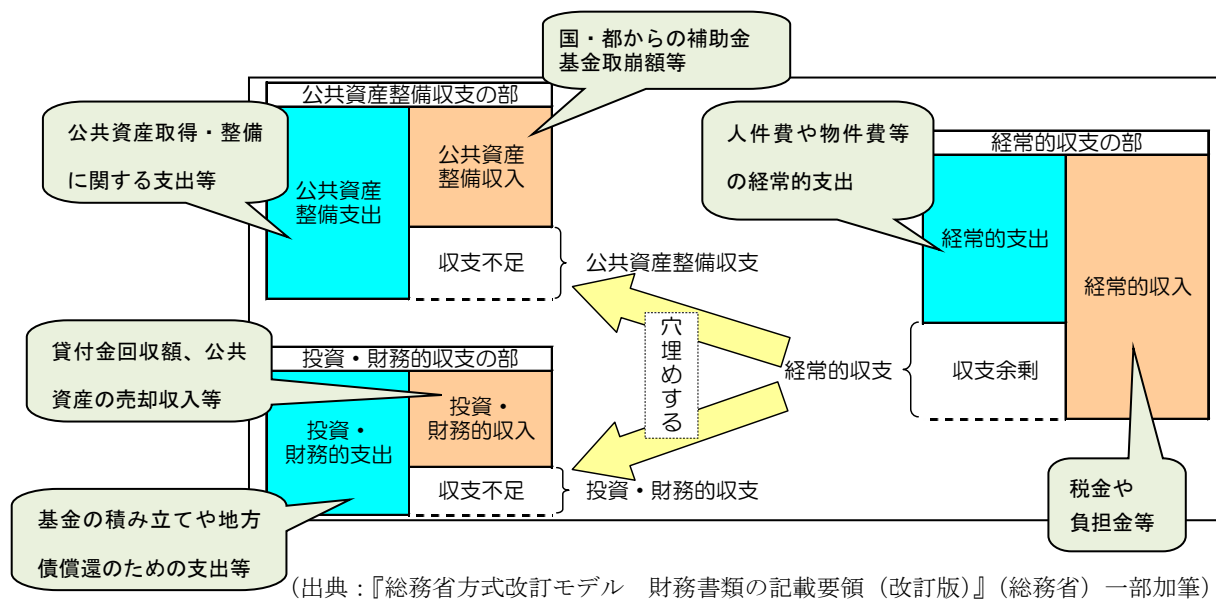 国・都からの補助金
基金取崩額等
公共資産整備収支の部
公共資産取得・整備
に関する支出等
公共資産
整備支出
公共資産
整備収入
収支不足
公共資産整備収支
人件費や物件費等
の経常的支出
経常的収支の部
経常的支出
経常的収入
収支余剰
経常的収支
穴埋めする
貸付金回収額、公共
資産の売却収入等
投資・財務的収支の部
投資・
財務的支出
投資・
財務的収入
収支不足
投資・財務的収支
基金の積み立てや地方
債償還のための支出等
税金や
負担金等
(出典:『総務省方式改訂モデル　財務書類の記載要領(改訂版)』(総務省)一部加筆)